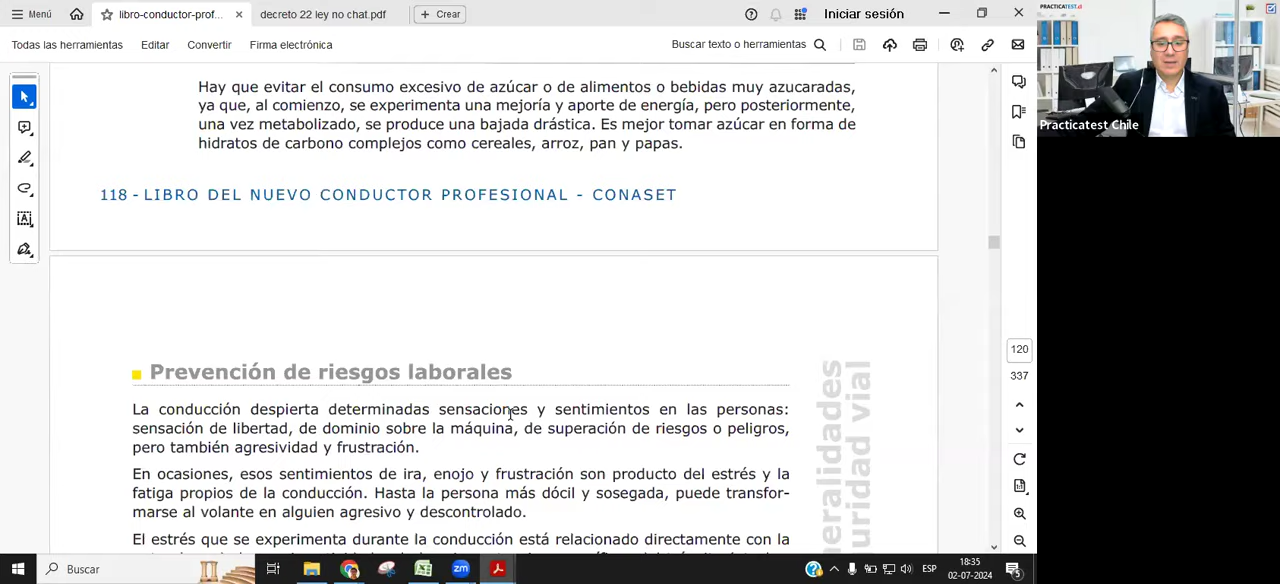 Menú
libro-conductor-prof...
decreto 22 ley no chat.pdf
Crear
Iniciar sesión
Todas las herramientas
Editar
Convertir
Firma electrónica
Buscar texto o herramientas
Hay que evitar el consumo excesivo de azúcar o de alimentos o bebidas muy azucaradas,
ya que, al comienzo, se experimenta una mejoría y aporte de energía, pero posteriormente,
una vez metabolizado, se produce una bajada drástica. Es mejor tomar azúcar en forma de
hidratos de carbono complejos como cereales, arroz, pan y papas.
118 - LIBRO DEL NUEVO CONDUCTOR PROFESIONAL - CONASET
Prevención de riesgos laborales
La conducción despierta determinadas sensaciones y sentimientos en las personas:
sensación de libertad, de dominio sobre la máquina, de superación de riesgos o peligros,
pero también agresividad y frustración.
En ocasiones, esos sentimientos de ira, enojo y frustración son producto del estrés y la
fatiga propios de la conducción. Hasta la persona más dócil y sosegada, puede transfor-
marse al volante en alguien agresivo y descontrolado.
El estrés que se experimenta durante la conducción está relacionado directamente con la
neralidades
uridad vial
120
337
PRACTICATEST.cl
Practicatest Chile
Buscar
zm
ESP
18:35
02-07-2024
5